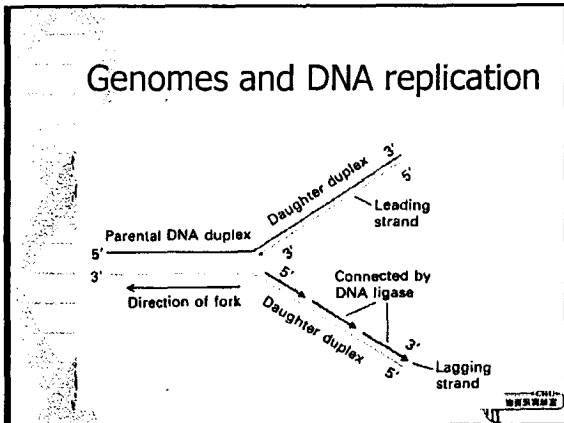 Genomes and DNA replication
Daughter duplex
3'
5'
Leading
strand
Parental DNA duplex
5'
3'
3'
5'
Connected by
DNA ligase
Direction of fork
Daughter duplex
3'
5'
Lagging
strand
CHU